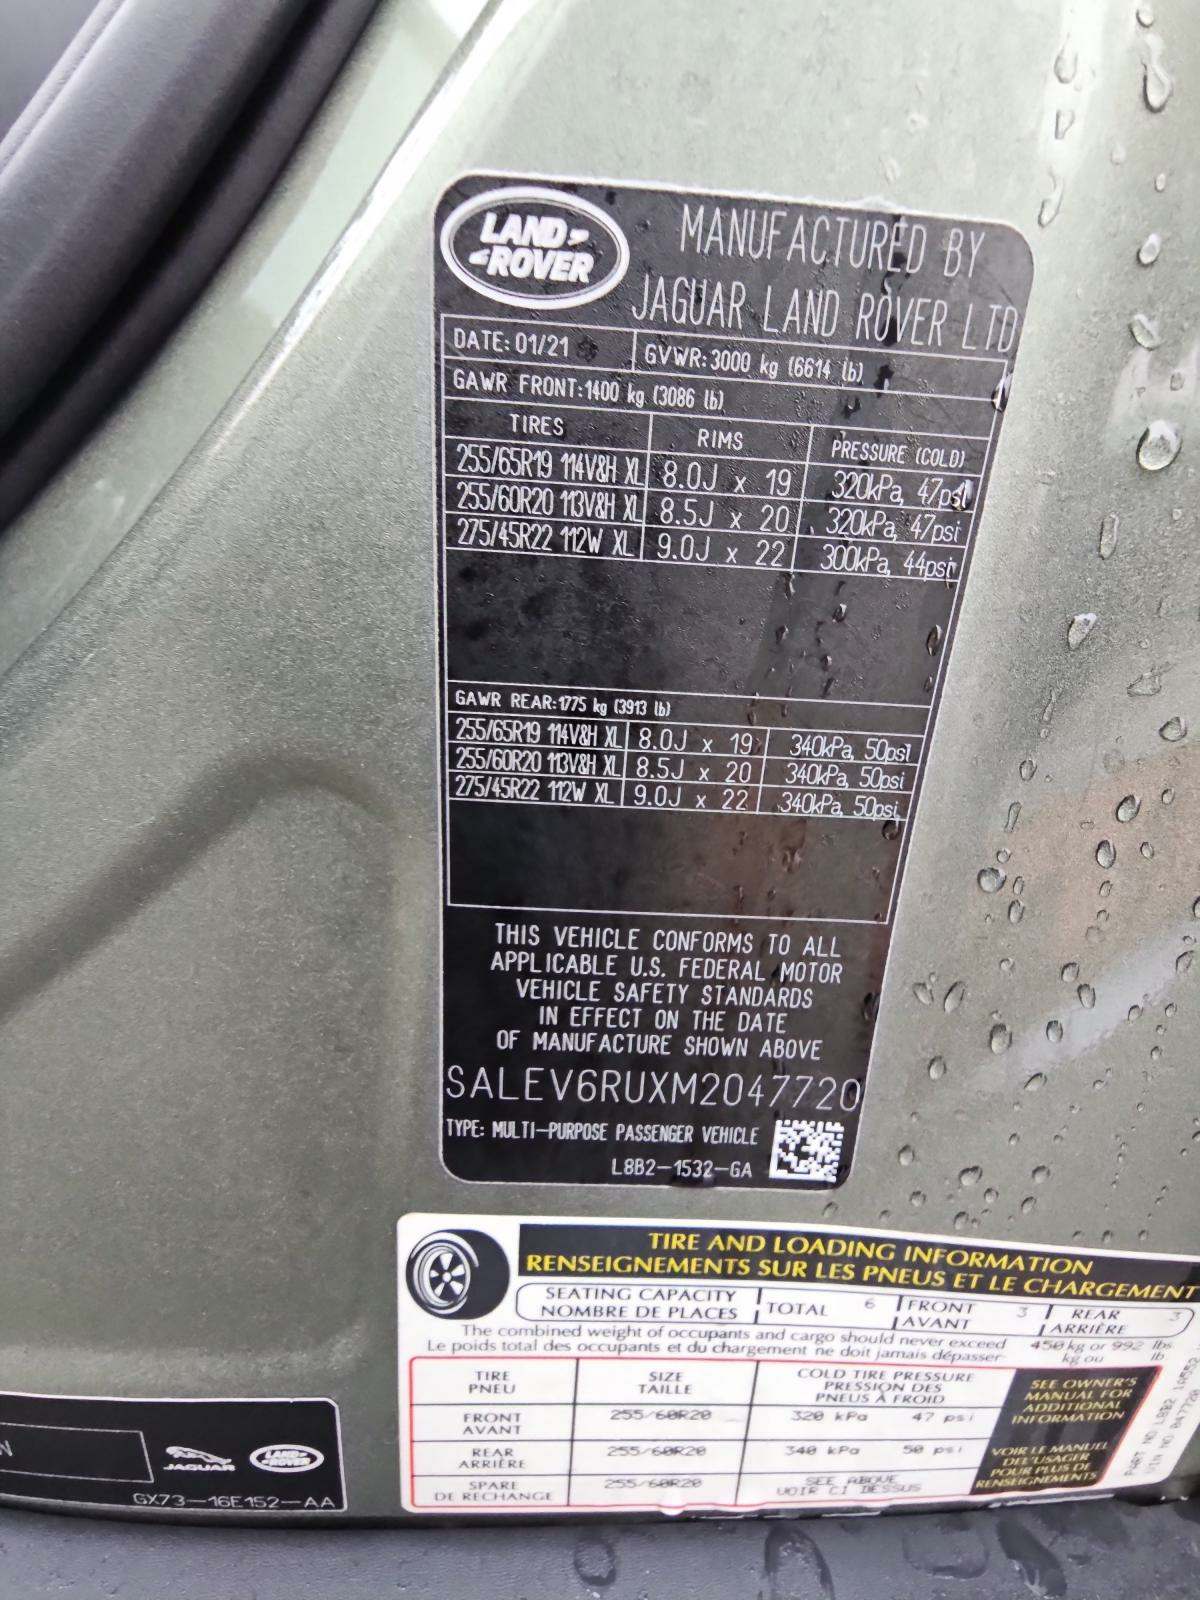 LAND ROVER
MANUFACTURED BY
JAGUAR LAND ROVER LTD
DATE: 01/21 GVWR: 3000 kg (6614 lb)
GAWR FRONT: 1400 kg (3086 lb)
TIRES RIMS PRESSURE (COLD)
255/65R19 114V&H XL 8.0J x 19 320kPa, 47psi
255/60R20 113V&H XL 8.5J x 20 320kPa, 47psi
275/45R22 112W XL 9.0J x 22 300kPa, 44psi
GAWR REAR: 1775 kg (3913 lb)
255/65R19 114V&H XL 8.0J x 19 340kPa, 50psi
255/60R20 113V&H XL 8.5J x 20 340kPa, 50psi
275/45R22 112W XL 9.0J x 22 340kPa, 50psi
THIS VEHICLE CONFORMS TO ALL
APPLICABLE U.S. FEDERAL MOTOR
VEHICLE SAFETY STANDARDS
IN EFFECT ON THE DATE
OF MANUFACTURE SHOWN ABOVE
SALEV6RUXM2047720
TYPE: MULTI-PURPOSE PASSENGER VEHICLE
L8B2-1532-GA
TIRE AND LOADING INFORMATION
RENSEIGNEMENTS SUR LES PNEUS ET LE CHARGEMENT
SEATING CAPACITY TOTAL 6 FRONT 3 REAR 3
NOMBRE DE PLACES AVANT ARRIÈRE
The combined weight of occupants and cargo should never exceed 450 kg or 992 lbs
Le poids total des occupants et du chargement ne doit jamais dépasser kg ou lb
TIRE SIZE COLD TIRE PRESSURE
PNEU TAILLE PRESSION DES
PNEUS À FROID
FRONT 255/60R20 320 kPa 47 psi
AVANT
REAR 255/60R20 340 kPa 50 psi
ARRIÈRE
SPARE 255/60R20 SEE ABOVE
DE RECHANGE VOIR CI DESSUS
SEE OWNER'S
MANUAL FOR
ADDITIONAL
INFORMATION
VOIR LE MANUEL
DE L'USAGER
POUR PLUS DE
RENSEIGNEMENTS
PART NO L8B2
VIN NO
N
JAGUAR
LAND ROVER
GX73-16E152-AA